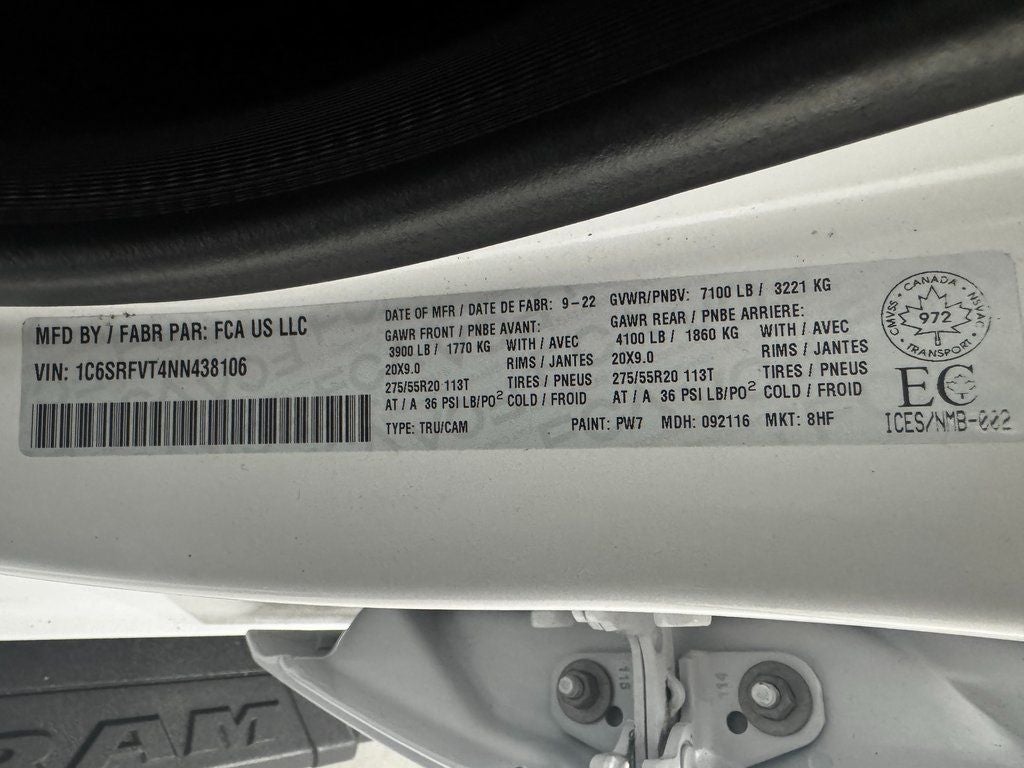 MFD BY / FABR PAR: FCA US LLC
VIN: 1C6SRFVT4NN438106
DATE OF MFR / DATE DE FABR: 9-22
GVWR/PNBV: 7100 LB / 3221 KG
GAWR FRONT / PNBE AVANT:
3900 LB / 1770 KG WITH / AVEC
20X9.0 RIMS / JANTES
275/55R20 113T TIRES / PNEUS
AT / A 36 PSI LB/PO² COLD / FROID
GAWR REAR / PNBE ARRIERE:
4100 LB / 1860 KG WITH / AVEC
20X9.0 RIMS / JANTES
275/55R20 113T TIRES / PNEUS
AT / A 36 PSI LB/PO² COLD / FROID
TYPE: TRU/CAM PAINT: PW7 MDH: 092116 MKT: 8HF
CMVSS • CANADA • NSVAC • TRANSPORT •
972
EC
ICES/NMB-002
115
114
RAM